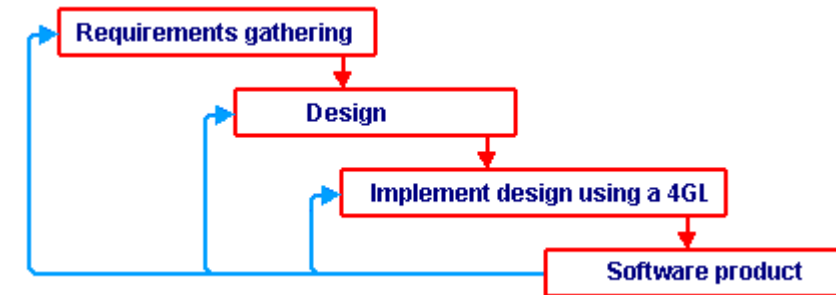 Requirements gathering
Design
Implement design using a 4GL
Software product